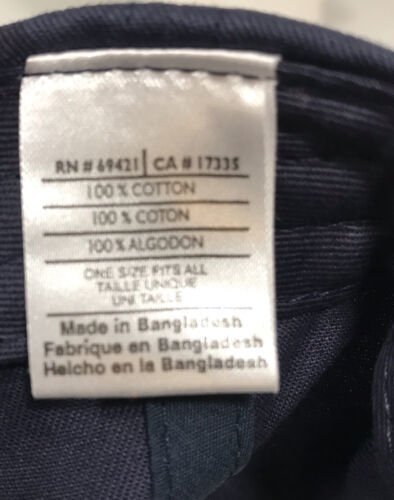 RN # 69421 | CA # 17335
100 % COTTON
100 % COTON
100 % ALGODON
ONE SIZE FITS ALL
TAILLE UNIQUE
UNI TAILLE
Made in Bangladesh
Fabrique en Bangladesh
Helcho en la Bangladesh